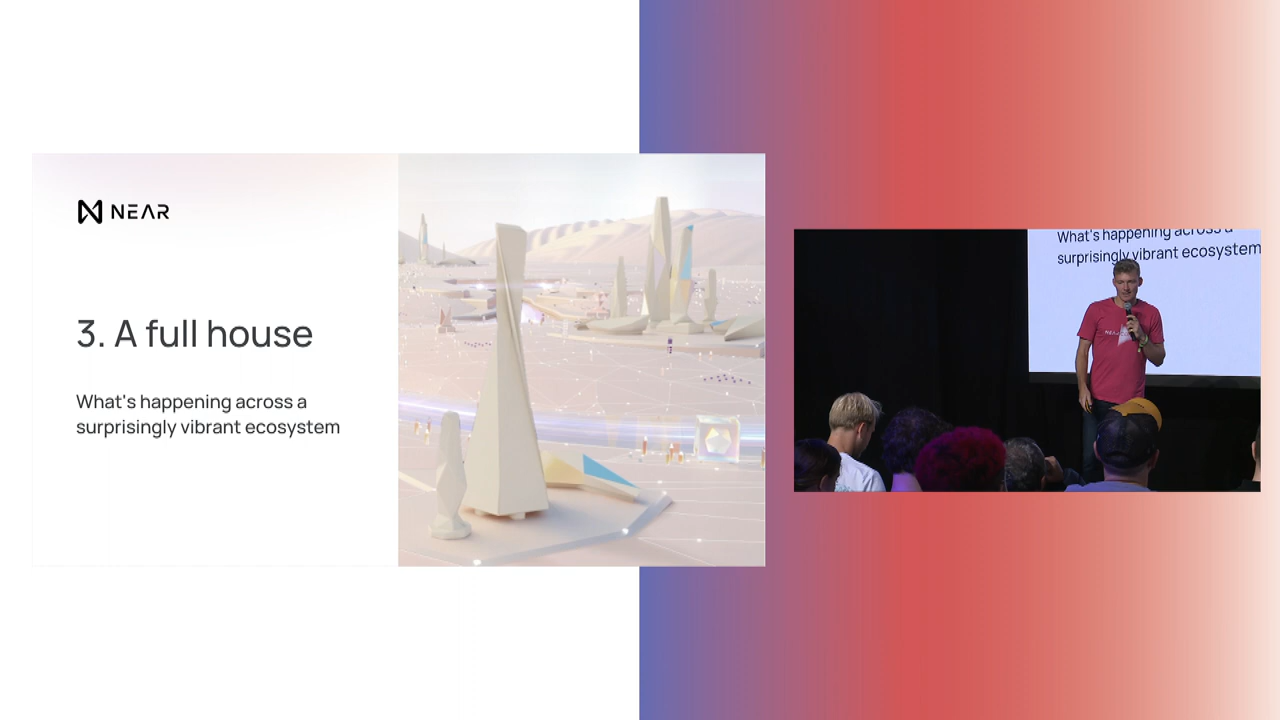 NEAR
3. A full house
What's happening across a
surprisingly vibrant ecosystem
What's happening across a
surprisingly vibrant ecosystem